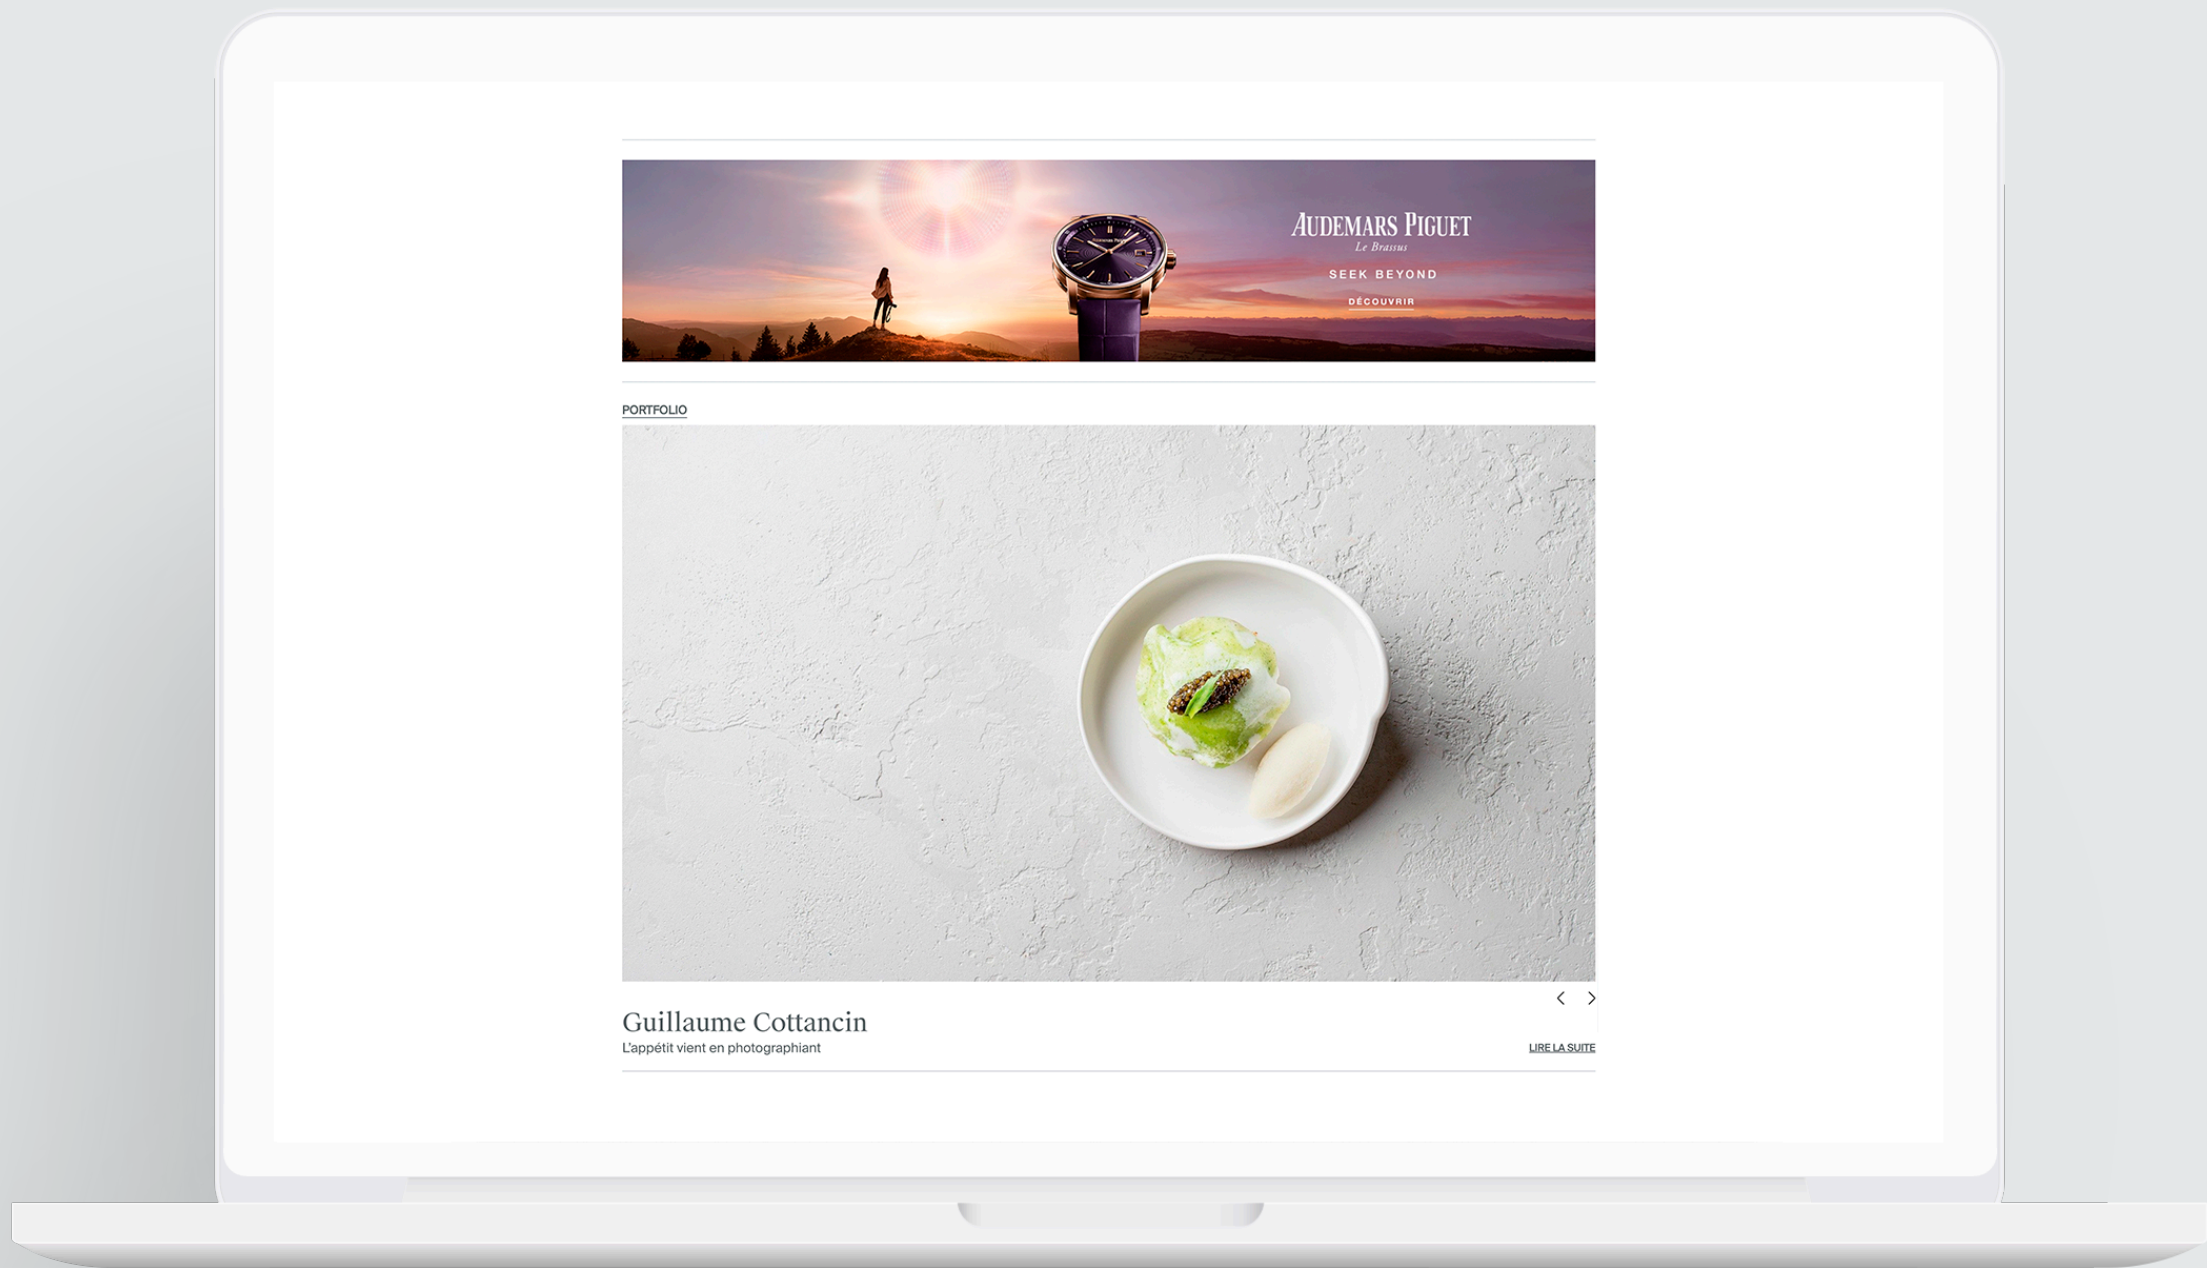 AUDEMARS PIGUET
Le Brassus
SEEK BEYOND
DÉCOUVRIR
PORTFOLIO
Guillaume Cottancin
L'appétit vient en photographiant
LIRE LA SUITE